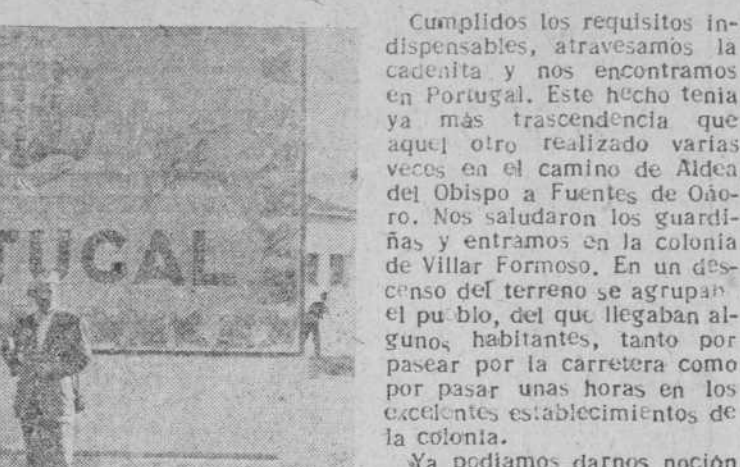 TUGAL
Cumplidos los requisitos in-
dispensables, atravesamos la
cadenita y nos encontramos
en Portugal. Este hecho tenia
ya más trascendencia que
aquel otro realizado varias
veces en el camino de Aldea
del Obispo a Fuentes de Oño-
ro. Nos saludaron los guardi-
ñas y entramos en la colonia
de Villar Formoso. En un des-
censo del terreno se agrupan
el pueblo, del que llegaban al-
gunos habitantes, tanto por
pasear por la carretera como
por pasar unas horas en los
excelentes establecimientos de
la colonia.
Ya podiamos darnos noción